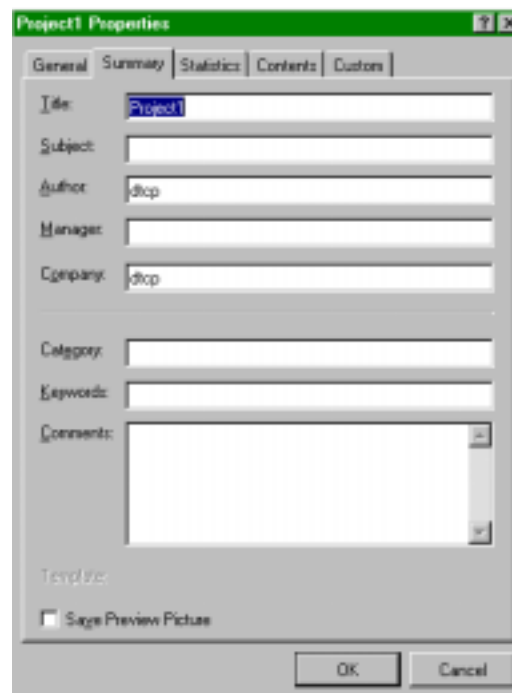 Project1 Properties
General Summary Statistics Contents Custom
Title: Project1
Subject:
Author: dtcp
Manager:
Company: dtcp
Category:
Keywords:
Comments:
Template:
Save Preview Picture
OK Cancel